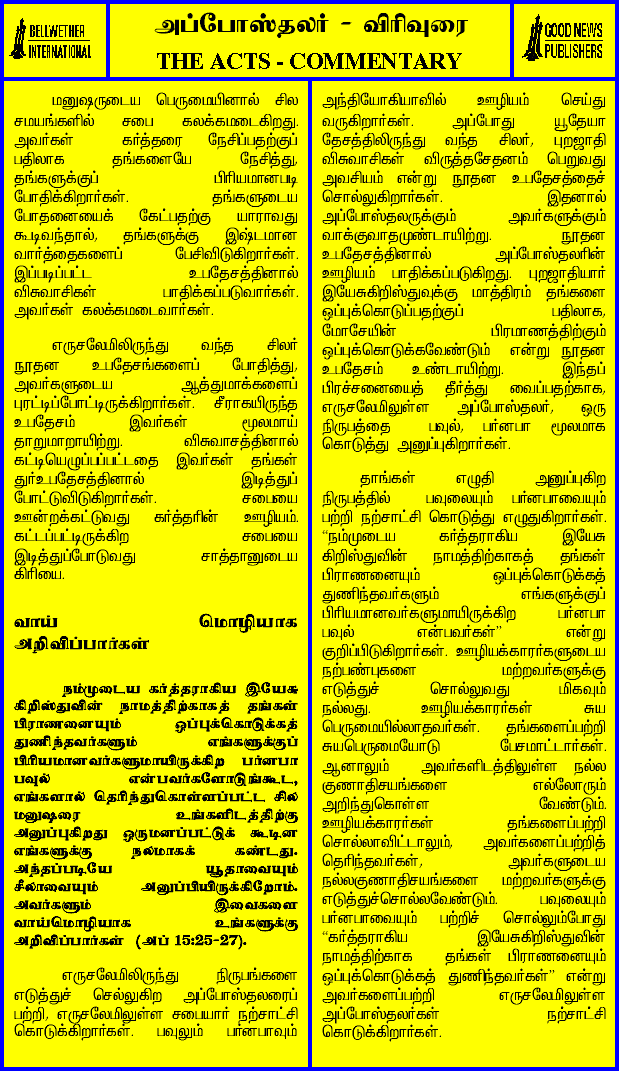 BELLWETHER
INTERNATIONAL
அப்போஸ்தலர் - விரிவுரை
THE ACTS - COMMENTARY
GOOD NEWS
PUBLISHERS
மனுஷருடைய பெருமையினால் சில
சமயங்களில் சபை கலக்கமடைகிறது.
அவர்கள் கர்த்தரை நேசிப்பதற்குப்
பதிலாக தங்களையே நேசித்து,
தங்களுக்குப் பிரியமானபடி
போதிக்கிறார்கள். தங்களுடைய
போதனையைக் கேட்பதற்கு யாராவது
கூடிவந்தால், தங்களுக்கு இஷ்டமான
வார்த்தைகளைப் பேசிவிடுகிறார்கள்.
இப்படிப்பட்ட உபதேசத்தினால்
விசுவாசிகள் பாதிக்கப்படுவார்கள்.
அவர்கள் கலக்கமடைவார்கள்.
எருசலேமிலிருந்து வந்த சிலர்
நூதன உபதேசங்களைப் போதித்து,
அவர்களுடைய ஆத்துமாக்களைப்
புரட்டிப்போட்டிருக்கிறார்கள். சீராகயிருந்த
உபதேசம் இவர்கள் மூலமாய்
தாறுமாறாயிற்று. விசுவாசத்தினால்
கட்டியெழுப்பப்பட்டதை இவர்கள் தங்கள்
துர்உபதேசத்தினால் இடித்துப்
போட்டுவிடுகிறார்கள். சபையை
ஊன்றக்கட்டுவது கர்த்தரின் ஊழியம்.
கட்டப்பட்டிருக்கிற சபையை
இடித்துப்போடுவது சாத்தானுடைய
கிரியை.
வாய் மொழியாக
அறிவிப்பார்கள்
நம்முடைய கர்த்தராகிய இயேசு
கிறிஸ்துவின் நாமத்திற்காகத் தங்கள்
பிராணனையும் ஒப்புக்கொடுக்கத்
துணிந்தவர்களும் எங்களுக்குப்
பிரியமானவர்களுமாயிருக்கிற பர்னபா
பவுல் என்பவர்களோடுங்கூட,
எங்களால் தெரிந்துகொள்ளப்பட்ட சில
மனுஷரை உங்களிடத்திற்கு
அனுப்புகிறது ஒருமனப்பட்டுக் கூடின
எங்களுக்கு நலமாகக் கண்டது.
அந்தப்படியே யூதாவையும்
சீலாவையும் அனுப்பியிருக்கிறோம்.
அவர்களும் இவைகளை
வாய்மொழியாக உங்களுக்கு
அறிவிப்பார்கள் (அப் 15:25-27).
எருசலேமிலிருந்து நிருபங்களை
எடுத்துச் செல்லுகிற அப்போஸ்தலரைப்
பற்றி, எருசலேமிலுள்ள சபையார் நற்சாட்சி
கொடுக்கிறார்கள். பவுலும் பர்னபாவும்
அந்தியோகியாவில் ஊழியம் செய்து
வருகிறார்கள். அப்போது யூதேயா
தேசத்திலிருந்து வந்த சிலர், புறஜாதி
விசுவாசிகள் விருத்தசேதனம் பெறுவது
அவசியம் என்று நூதன உபதேசத்தைச்
சொல்லுகிறார்கள். இதனால்
அப்போஸ்தலருக்கும் அவர்களுக்கும்
வாக்குவாதமுண்டாயிற்று. நூதன
உபதேசத்தினால் அப்போஸ்தலரின்
ஊழியம் பாதிக்கப்படுகிறது. புறஜாதியார்
இயேசுகிறிஸ்துவுக்கு மாத்திரம் தங்களை
ஒப்புக்கொடுப்பதற்குப் பதிலாக,
மோசேயின் பிரமாணத்திற்கும்
ஒப்புக்கொடுக்கவேண்டும் என்று நூதன
உபதேசம் உண்டாயிற்று. இந்தப்
பிரச்சனையைத் தீர்த்து வைப்பதற்காக,
எருசலேமிலுள்ள அப்போஸ்தலர், ஒரு
நிருபத்தை பவுல், பர்னபா மூலமாக
கொடுத்து அனுப்புகிறார்கள்.
தாங்கள் எழுதி அனுப்புகிற
நிருபத்தில் பவுலையும் பர்னபாவையும்
பற்றி நற்சாட்சி கொடுத்து எழுதுகிறார்கள்.
“நம்முடைய கர்த்தராகிய இயேசு
கிறிஸ்துவின் நாமத்திற்காகத் தங்கள்
பிராணனையும் ஒப்புக்கொடுக்கத்
துணிந்தவர்களும் எங்களுக்குப்
பிரியமானவர்களுமாயிருக்கிற பர்னபா
பவுல் என்பவர்கள்” என்று
குறிப்பிடுகிறார்கள். ஊழியக்காரர்களுடைய
நற்பண்புகளை மற்றவர்களுக்கு
எடுத்துச் சொல்லுவது மிகவும்
நல்லது. ஊழியக்காரர்கள் சுய
பெருமையில்லாதவர்கள். தங்களைப்பற்றி
சுயபெருமையோடு பேசமாட்டார்கள்.
ஆனாலும் அவர்களிடத்திலுள்ள நல்ல
குணாதிசயங்களை எல்லோரும்
அறிந்துகொள்ள வேண்டும்.
ஊழியக்காரர்கள் தங்களைப்பற்றி
சொல்லாவிட்டாலும், அவர்களைப்பற்றித்
தெரிந்தவர்கள், அவர்களுடைய
நல்லகுணாதிசயங்களை மற்றவர்களுக்கு
எடுத்துச்சொல்லவேண்டும். பவுலையும்
பர்னபாவையும் பற்றிச் சொல்லும்போது
“கர்த்தராகிய இயேசுகிறிஸ்துவின்
நாமத்திற்காக தங்கள் பிராணனையும்
ஒப்புக்கொடுக்கத் துணிந்தவர்கள்” என்று
அவர்களைப்பற்றி எருசலேமிலுள்ள
அப்போஸ்தலர்கள் நற்சாட்சி
கொடுக்கிறார்கள்.